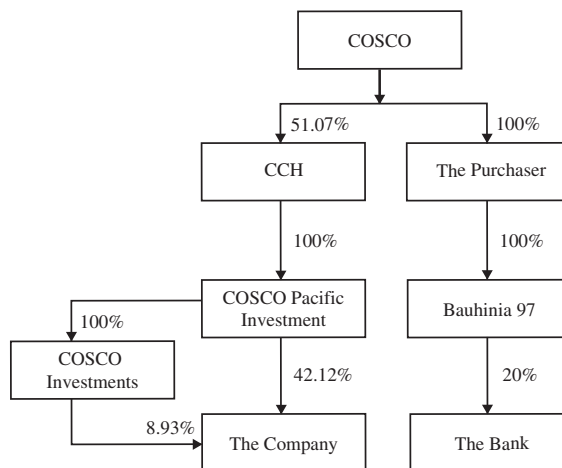 COSCO
51.07%
100%
CCH
The Purchaser
100%
100%
COSCO Pacific
Investment
Bauhinia 97
100%
COSCO
Investments
42.12%
20%
8.93%
The Company
The Bank